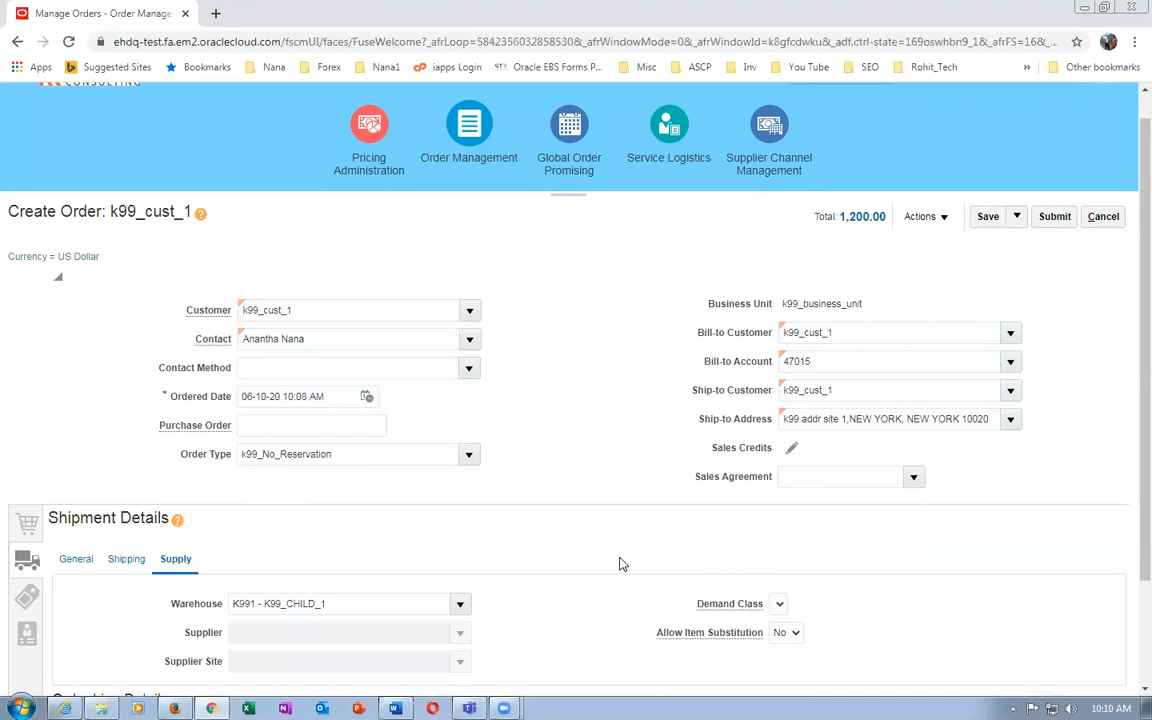 Manage Orders - Order Manage
ehdq-test.fa.em2.oraclecloud.com/fscmUI/faces/FuseWelcome?_afrLoop=58423560328585 30&_afrWindowMode=0&_afrWindowId=k8gfcdwku&_adf.ctrl-state=169oswhbn9_1&_afrFS=16&_...
Apps Suggested Sites Bookmarks Nana Forex Nana1 iapps Login Oracle EBS Forms P... Misc ASCP Inv You Tube SEO Rohit_Tech » Other bookmarks
CONSULTING
Pricing Administration
Order Management
Global Order Promising
Service Logistics
Supplier Channel Management
Create Order: k99_cust_1 ?
Total: 1,200.00 Actions Save Submit Cancel
Currency = US Dollar
Customer k99_cust_1
Contact Anantha Nana
Contact Method
* Ordered Date 06-10-20 10:08 AM
Purchase Order
Order Type k99_No_Reservation
Business Unit k99_business_unit
Bill-to Customer k99_cust_1
Bill-to Account 47015
Ship-to Customer k99_cust_1
Ship-to Address k99 addr site 1,NEW YORK, NEW YORK 10020
Sales Credits
Sales Agreement
Shipment Details ?
General Shipping Supply
Warehouse K991 - K99_CHILD_1
Supplier
Supplier Site
Demand Class
Allow Item Substitution No
10:10 AM